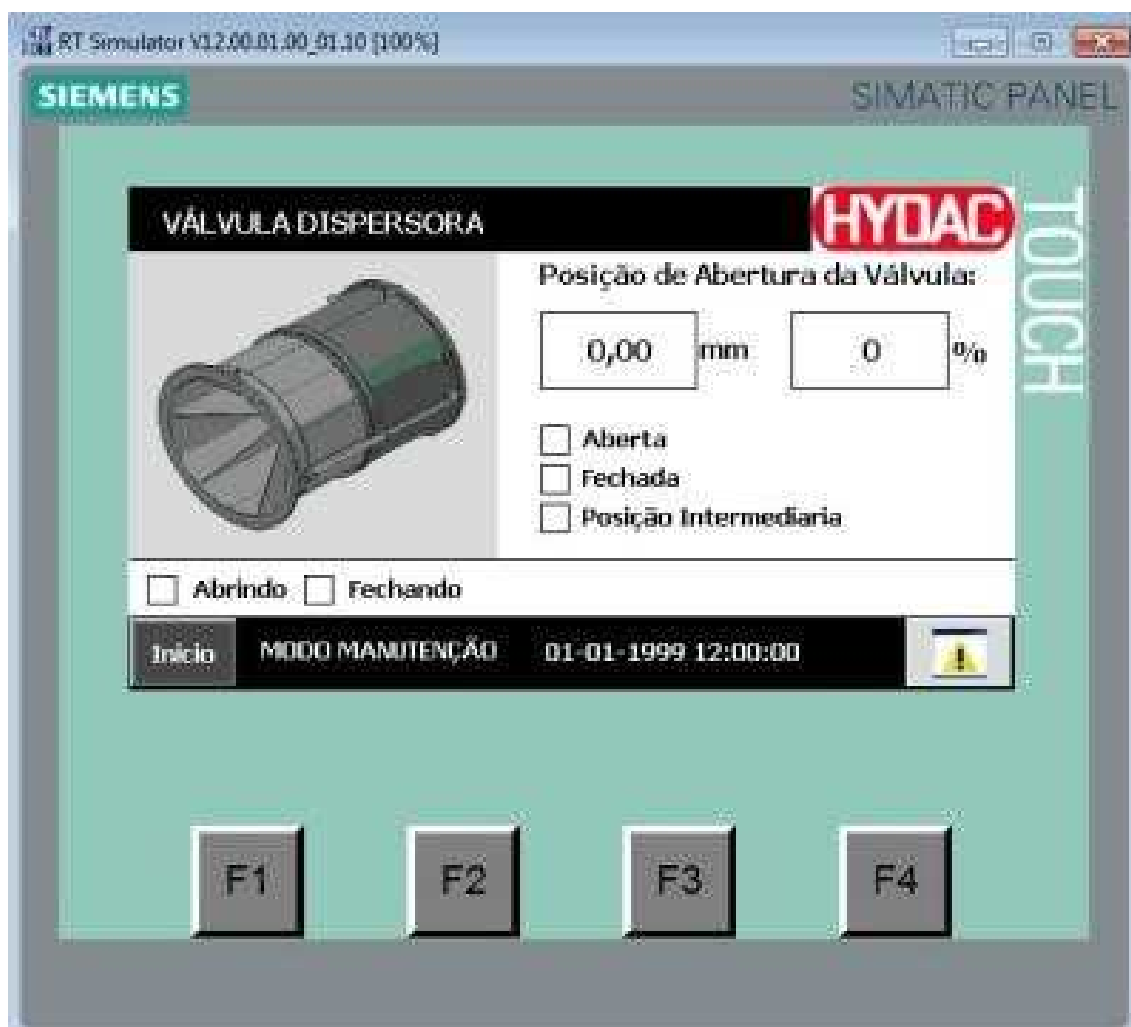 RT Simulator V12.00.01.00_01.10 [100%]
SIEMENS
SIMATIC PANEL
TOUCH
VÁLVULA DISPERSORA
HYDAC
Posição de Abertura da Válvula:
0,00 mm 0 %
Aberta
Fechada
Posição Intermediaria
Abrindo Fechando
Inicio MODO MANUTENÇÃO 01-01-1999 12:00:00
F1 F2 F3 F4